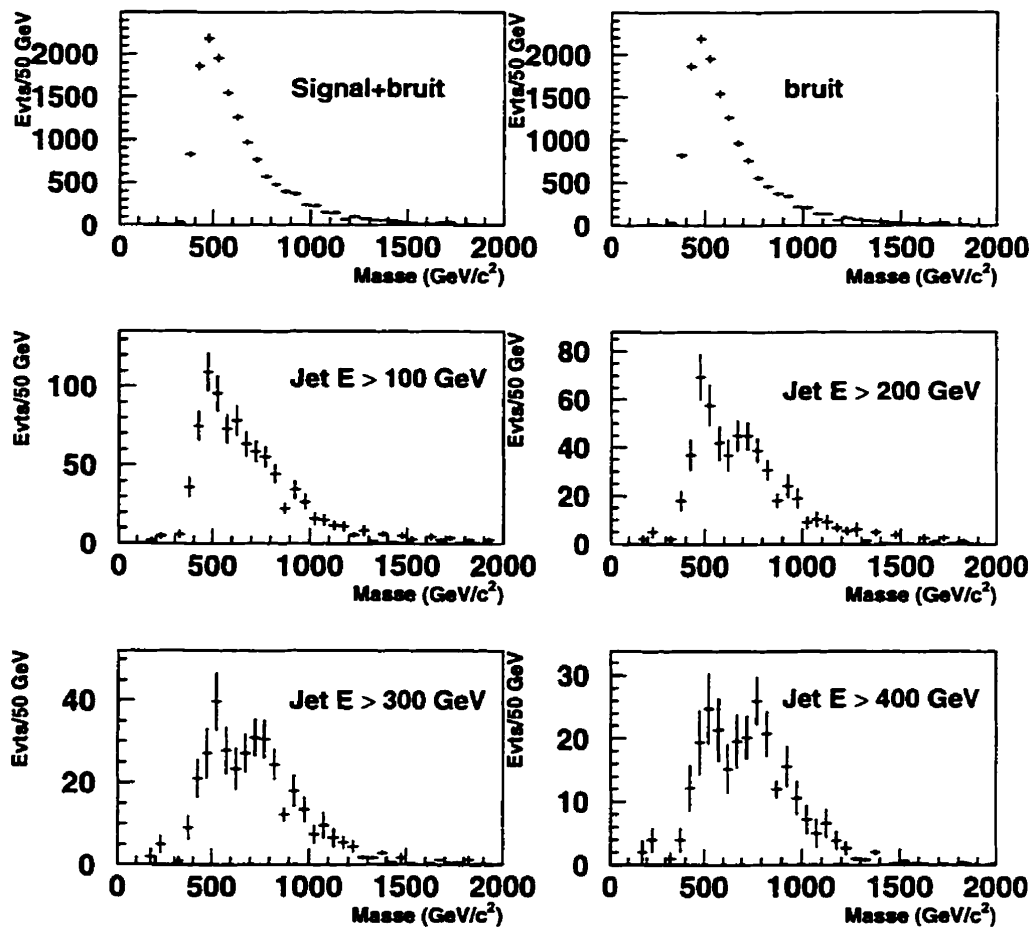 Evts/50 GeV
2000
1500
1000
500
0
Signal+bruit
0 500 1000 1500 2000
Masse (GeV/c²)
Evts/50 GeV
2000
1500
1000
500
0
bruit
0 500 1000 1500 2000
Masse (GeV/c²)
Evts/50 GeV
100
50
0
Jet E > 100 GeV
0 500 1000 1500 2000
Masse (GeV/c²)
Evts/50 GeV
80
60
40
20
0
Jet E > 200 GeV
0 500 1000 1500 2000
Masse (GeV/c²)
Evts/50 GeV
40
20
0
Jet E > 300 GeV
0 500 1000 1500 2000
Masse (GeV/c²)
Evts/50 GeV
30
20
10
0
Jet E > 400 GeV
0 500 1000 1500 2000
Masse (GeV/c²)